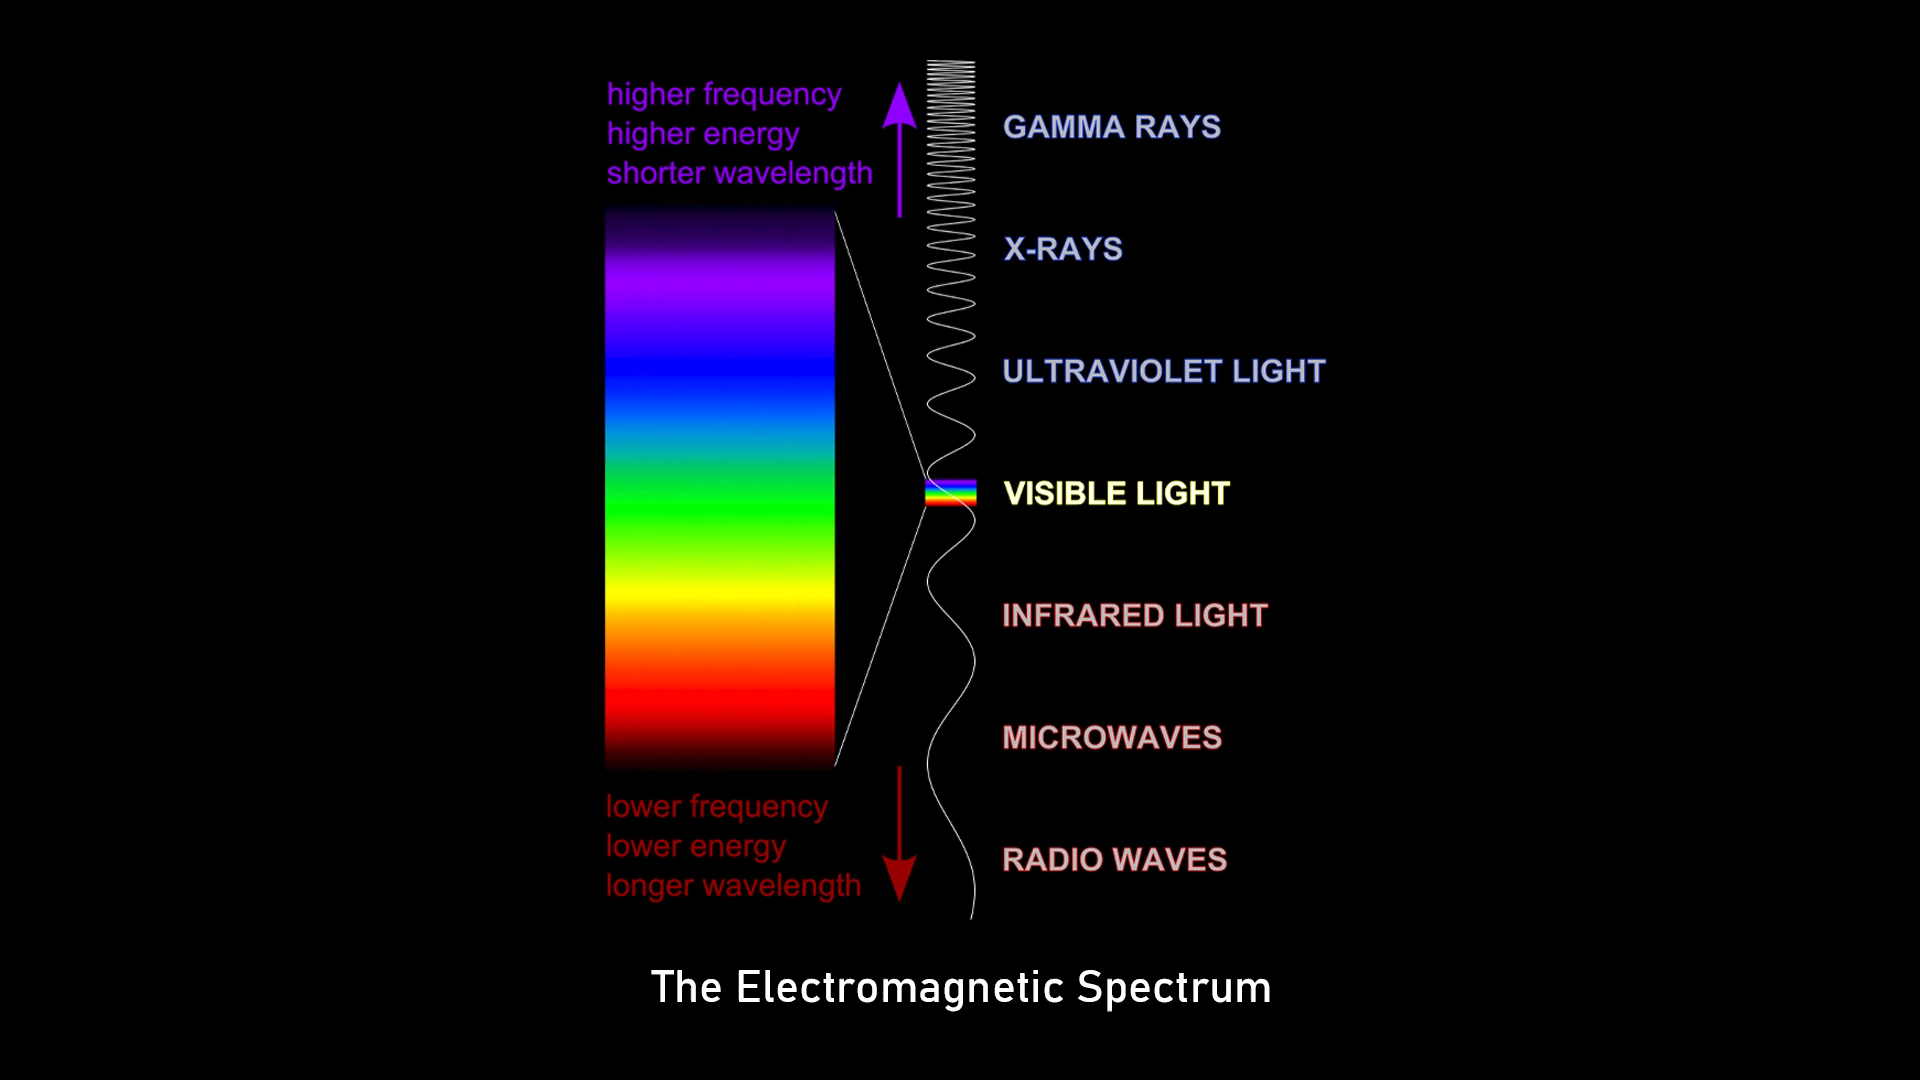 higher frequency
higher energy
shorter wavelength
GAMMA RAYS
X-RAYS
ULTRAVIOLET LIGHT
VISIBLE LIGHT
INFRARED LIGHT
MICROWAVES
RADIO WAVES
lower frequency
lower energy
longer wavelength
The Electromagnetic Spectrum